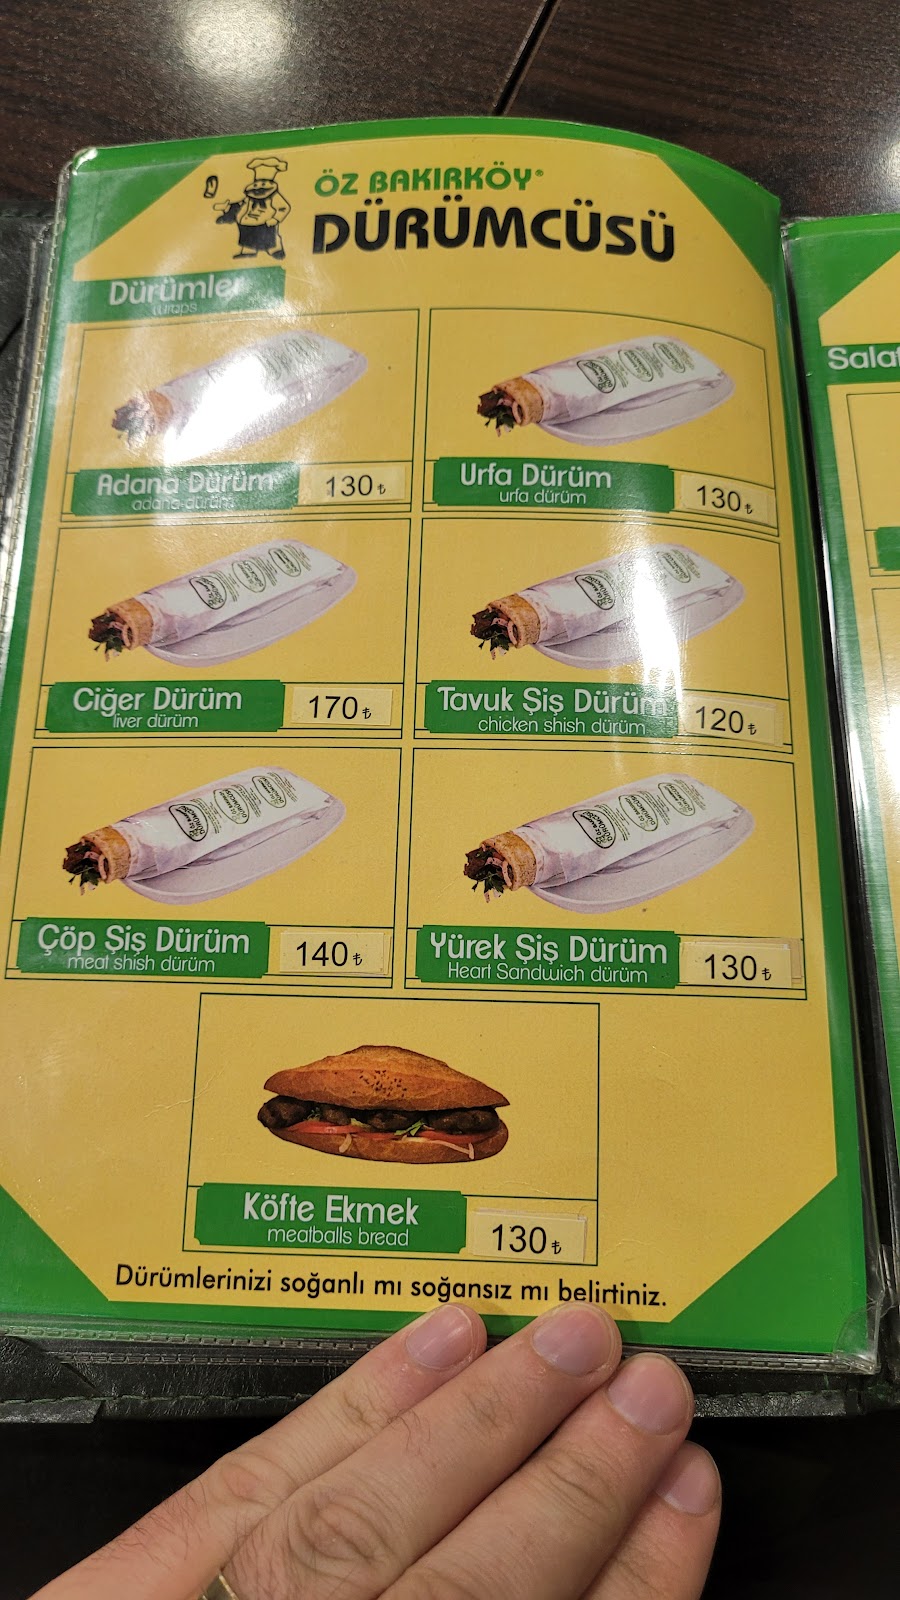 ÖZ BAKIRKÖY®
DÜRÜMCÜSÜ
Dürümler
wraps
Adana Dürüm 130 ₺
adana dürüm
Urfa Dürüm 130 ₺
urfa dürüm
Ciğer Dürüm 170 ₺
liver dürüm
Tavuk Şiş Dürüm 120 ₺
chicken shish dürüm
Çöp Şiş Dürüm 140 ₺
meat shish dürüm
Yürek Şiş Dürüm 130 ₺
Heart Sandwich dürüm
Köfte Ekmek 130 ₺
meatballs bread
Dürümlerinizi soğanlı mı soğansız mı belirtiniz.
Salat